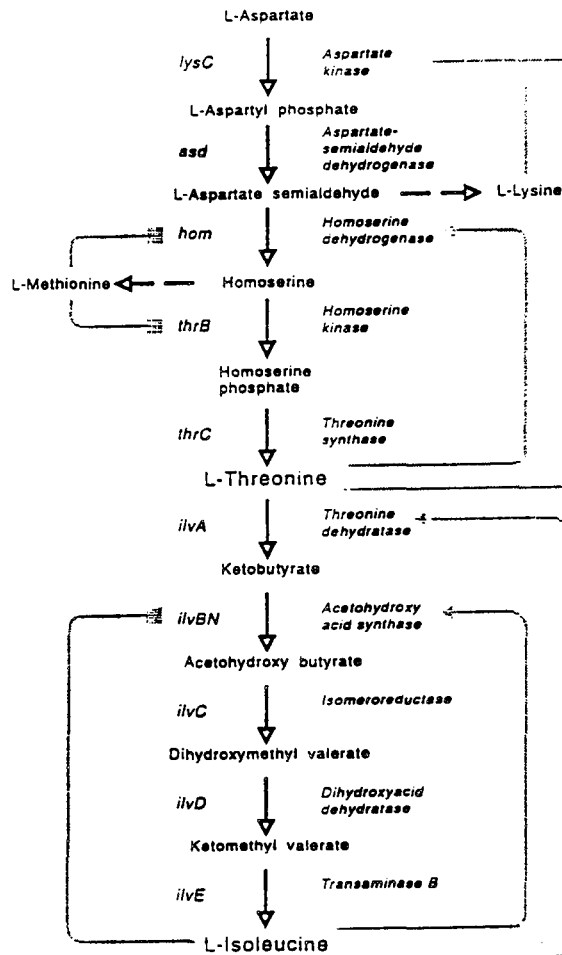 L-Aspartate
lysC
Aspartate
kinase
L-Aspartyl phosphate
asd
Aspartate-
semialdehyde
dehydrogenase
L-Aspartate semialdehyde
L-Lysine
hom
Homoserine
dehydrogenase
L-Methionine
Homoserine
thrB
Homoserine
kinase
Homoserine
phosphate
thrC
Threonine
synthase
L-Threonine
ilvA
Threonine
dehydratase
Ketobutyrate
ilvBN
Acetohydroxy
acid synthase
Acetohydroxy butyrate
ilvC
Isomeroreductase
Dihydroxymethyl valerate
ilvD
Dihydroxyacid
dehydratase
Ketomethyl valerate
ilvE
Transaminase B
L-Isoleucine